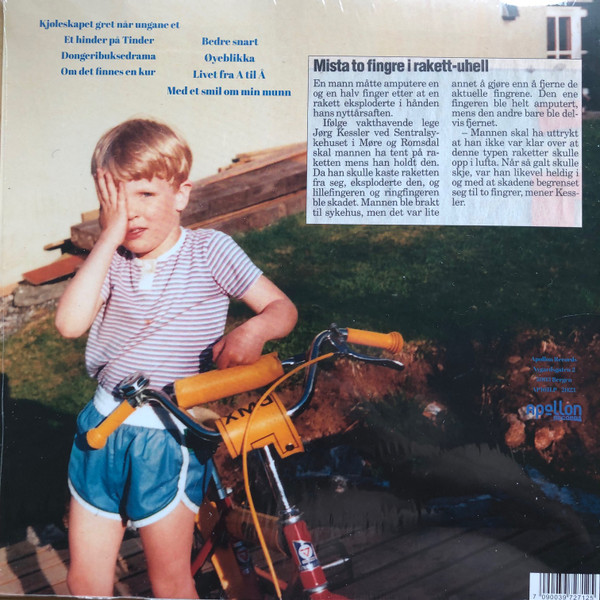 Kjøleskapet gret når ungane et
Et hinder på Tinder
Dongeribuksedrama
Om det finnes en kur
Bedre snart
Øyeblikka
Livet fra A til Å
Med et smil om min munn
Mista to fingre i rakett-uhell
En mann måtte amputere en
og en halv finger etter at en
rakett eksploderte i hånden
hans nyttårsaften.
Ifølge vakthavende lege
Jørg Kessler ved Sentralsy-
kehuset i Møre og Romsdal
skal mannen ha tent på ra-
ketten mens han holdt den.
Da han skulle kaste raketten
fra seg, eksploderte den, og
lillefingeren og ringfingeren
ble skadet. Mannen ble brakt
til sykehus, men det var lite
annet å gjøre enn å fjerne de
aktuelle fingrene. Den ene
fingeren ble helt amputert,
mens den andre bare ble del-
vis fjernet.
– Mannen skal ha uttrykt
at han ikke var klar over at
denne typen raketter skulle
opp i lufta. Når så galt skulle
skje, var han likevel heldig i
og med at skadene begrenset
seg til to fingrer, mener Kess-
ler.
BMX
Apollon Records
apollon
RECORDS
7 090039 727125